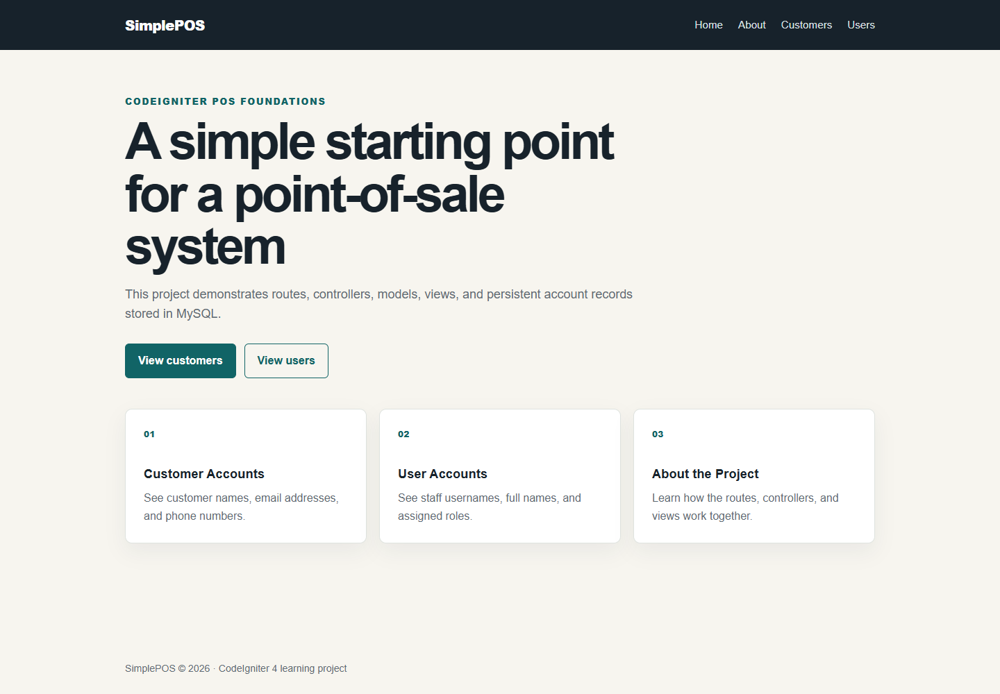 SimplePOS
Home About Customers Users
CODEIGNITER POS FOUNDATIONS
A simple starting point
for a point-of-sale
system
This project demonstrates routes, controllers, models, views, and persistent account records
stored in MySQL.
View customers View users
01
Customer Accounts
See customer names, email addresses,
and phone numbers.
02
User Accounts
See staff usernames, full names, and
assigned roles.
03
About the Project
Learn how the routes, controllers, and
views work together.
SimplePOS © 2026 · CodeIgniter 4 learning project